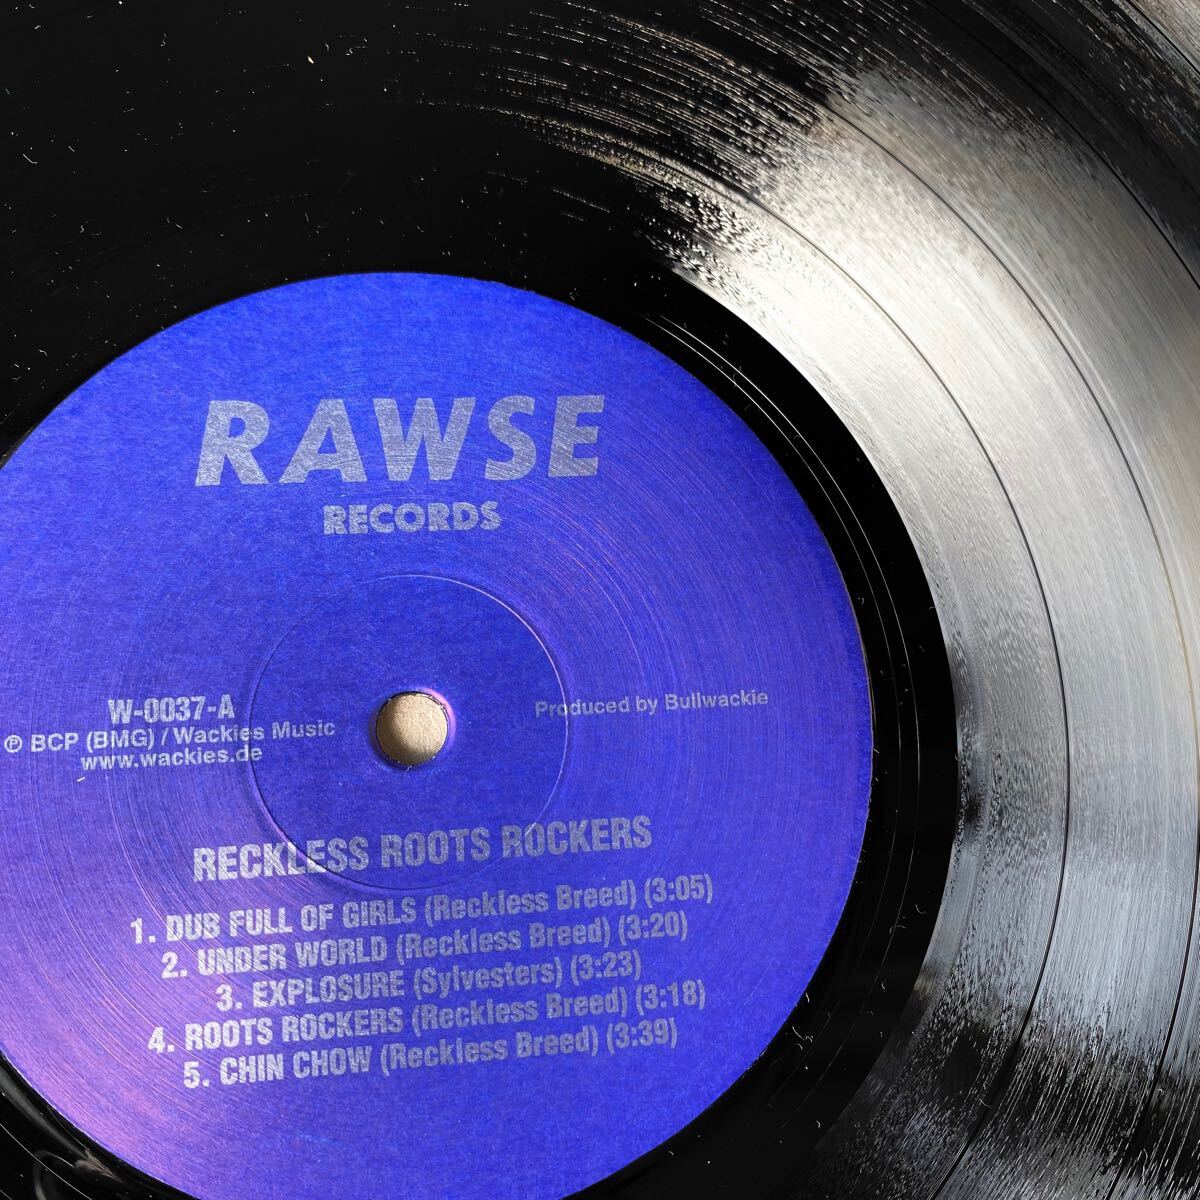 RAWSE
RECORDS
W-0037-A
℗ BCP (BMG) / Wackies Music
www.wackies.de
Produced by Bullwackie
RECKLESS ROOTS ROCKERS
1. DUB FULL OF GIRLS (Reckless Breed) (3:05)
2. UNDER WORLD (Reckless Breed) (3:20)
3. EXPLOSURE (Sylvesters) (3:23)
4. ROOTS ROCKERS (Reckless Breed) (3:18)
5. CHIN CHOW (Reckless Breed) (3:39)